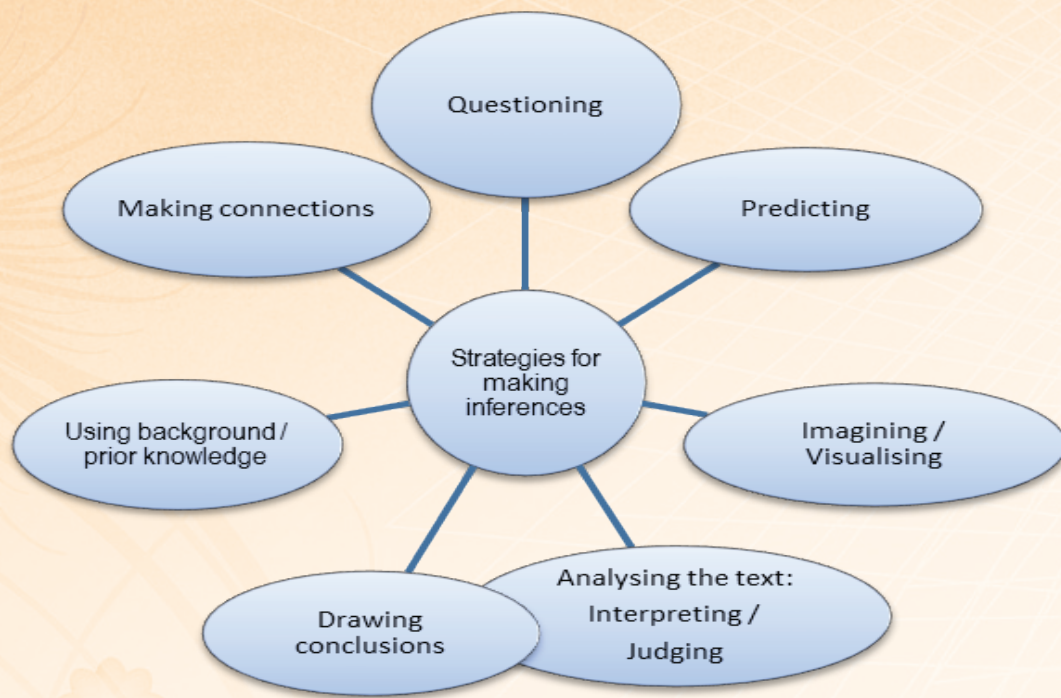 Questioning
Making connections
Predicting
Strategies for
making
inferences
Using background /
prior knowledge
Imagining /
Visualising
Drawing
conclusions
Analysing the text:
Interpreting /
Judging